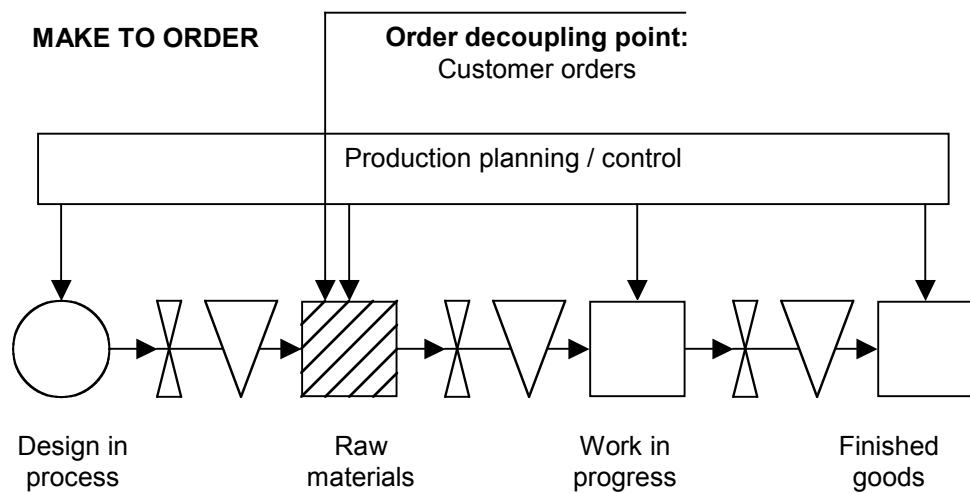 MAKE TO ORDER
Order decoupling point:
Customer orders
Production planning / control
Design in
process
Raw
materials
Work in
progress
Finished
goods